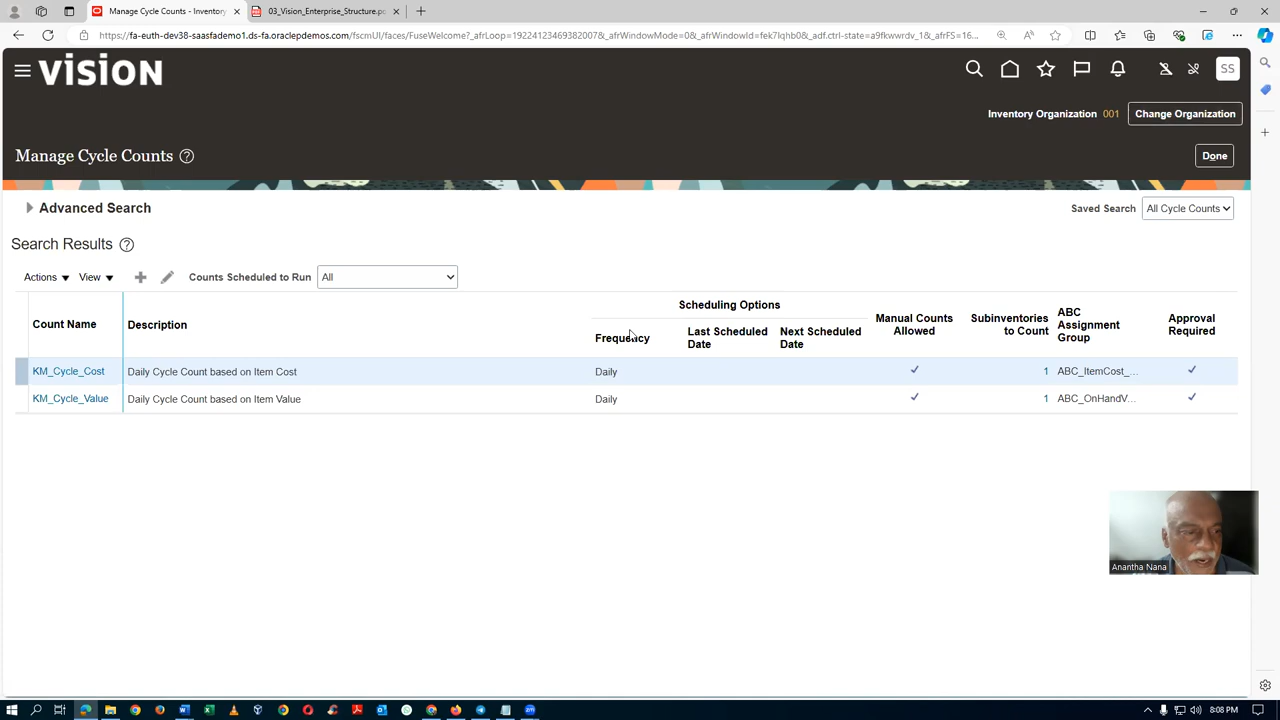 Manage Cycle Counts - Inventory
03_Vision_Enterprise_Structure.pc
https://fa-euth-dev38-saasfademo1.ds-fa.oraclepdemos.com/fscmUI/faces/FuseWelcome?_afrLoop=19224123469382007&_afrWindowMode=0&_afrWindowId=fek7lqhb0&_adf.ctrl-state=a9fkwwrdv_1&_afrFS=16...
VISION
SS
Inventory Organization 001 Change Organization
Manage Cycle Counts
Done
Advanced Search
Saved Search All Cycle Counts
Search Results
Actions View Counts Scheduled to Run All
Count Name
Description
Scheduling Options
Frequency
Last Scheduled Date
Next Scheduled Date
Manual Counts Allowed
Subinventories to Count
ABC Assignment Group
Approval Required
KM_Cycle_Cost Daily Cycle Count based on Item Cost Daily 1 ABC_ItemCost_...
KM_Cycle_Value Daily Cycle Count based on Item Value Daily 1 ABC_OnHandV...
Anantha Nana
8:08 PM